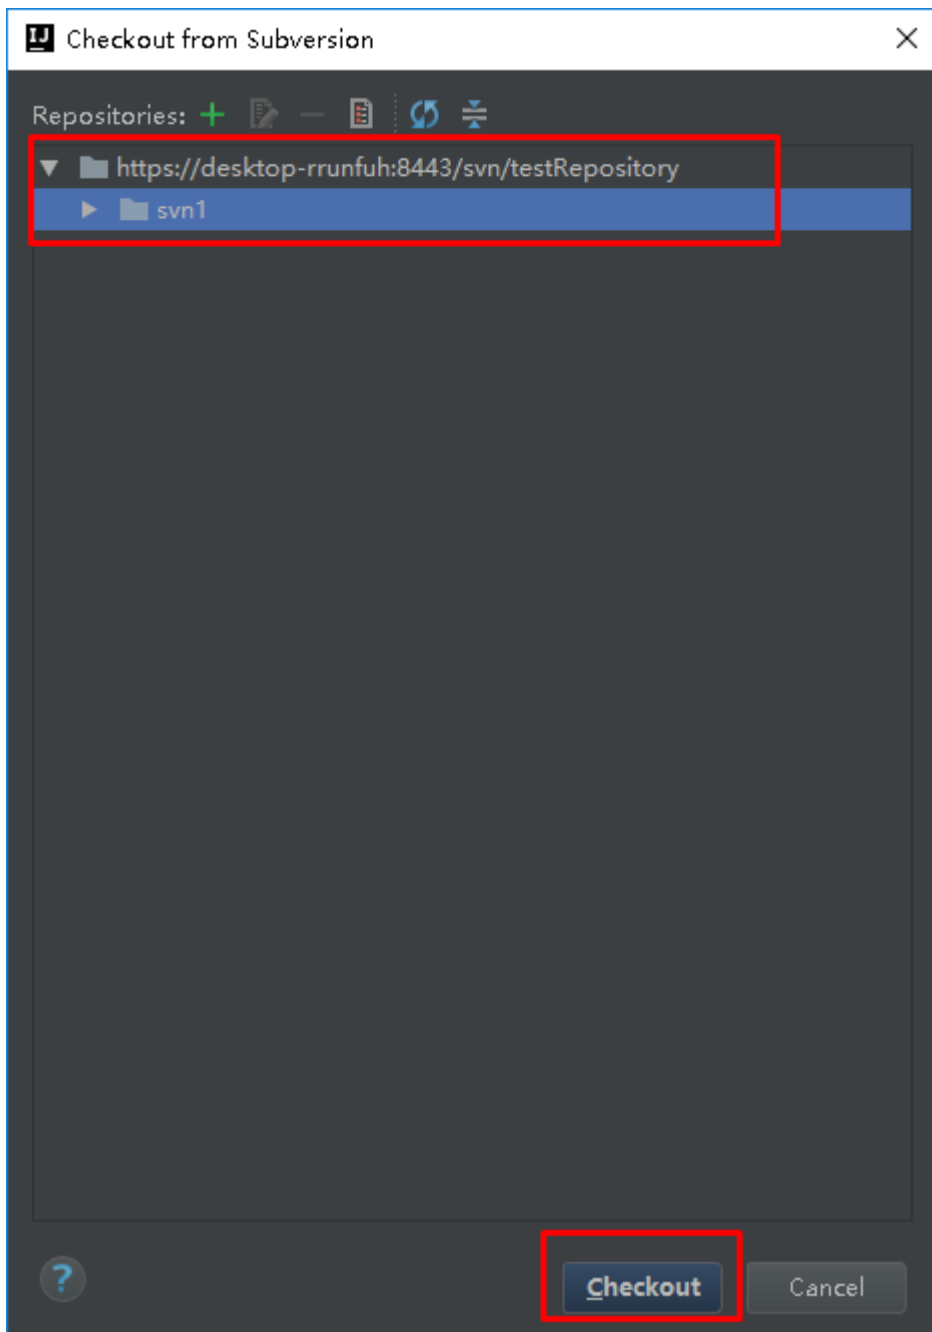 IJ Checkout from Subversion
Repositories:
https://desktop-rrunfuh:8443/svn/testRepository
svn1
? Checkout Cancel